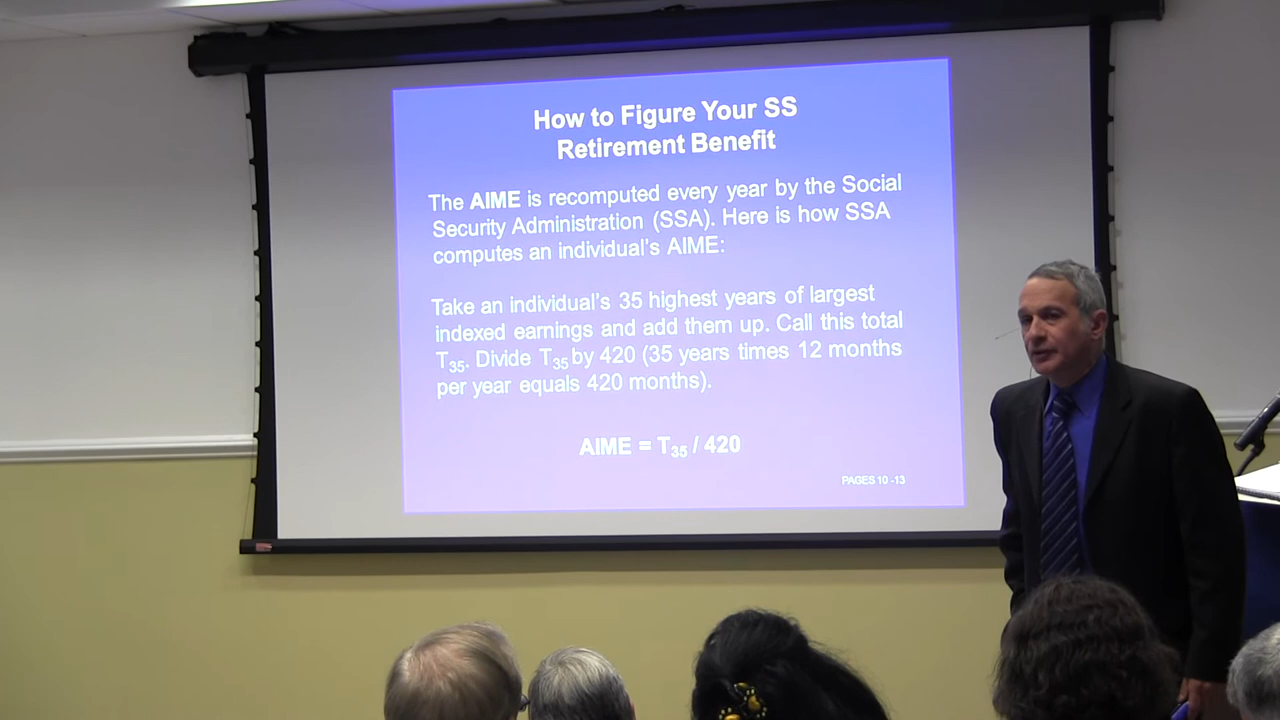 How to Figure Your SS
Retirement Benefit
The AIME is recomputed every year by the Social
Security Administration (SSA). Here is how SSA
computes an individual's AIME:
Take an individual's 35 highest years of largest
indexed earnings and add them up. Call this total
T35. Divide T35 by 420 (35 years times 12 months
per year equals 420 months).
AIME = T35 / 420
PAGES 10 -13